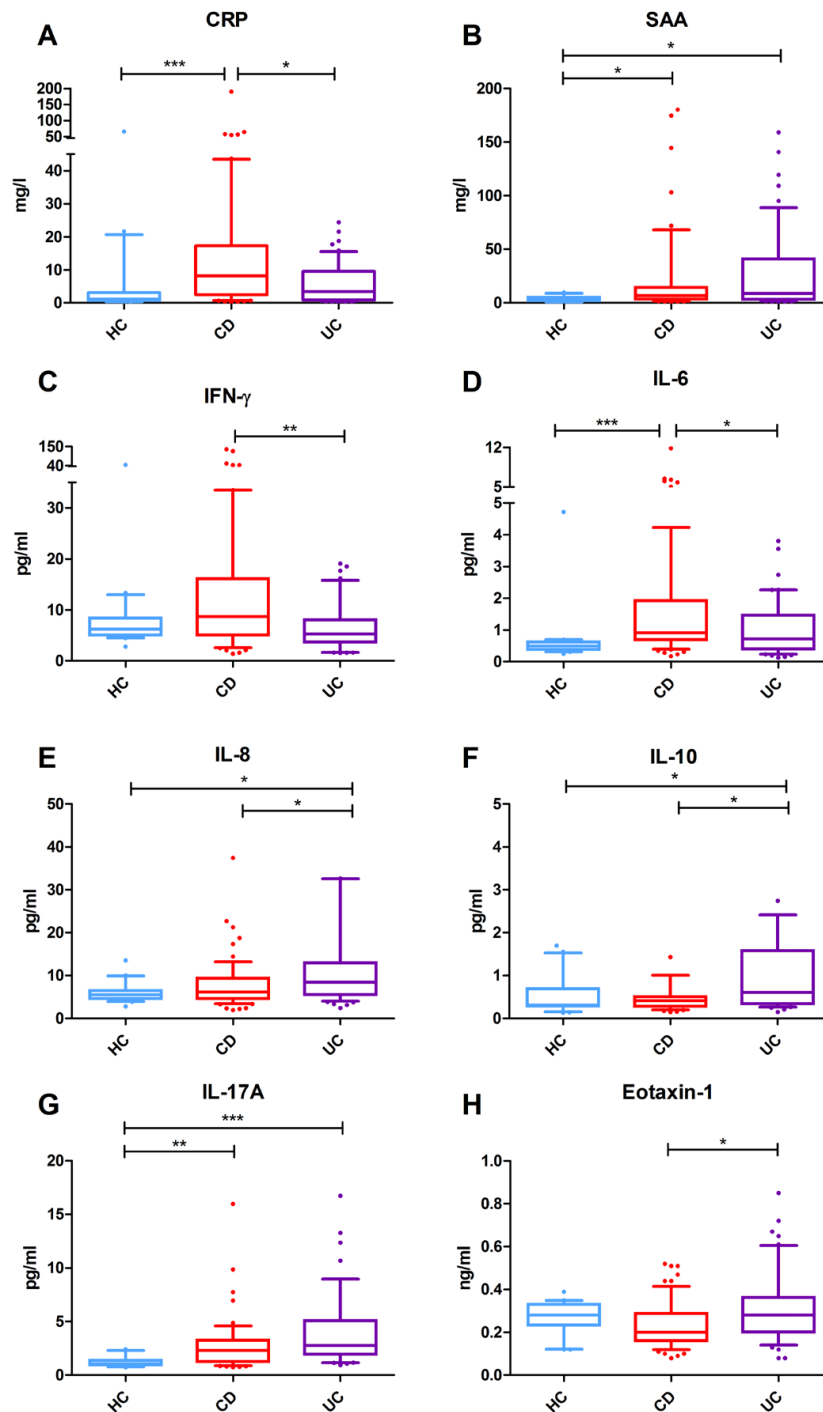 A CRP
*** *
200
150
100
50
40
30
20
10
0
mg/l
HC CD UC
B SAA
*
*
200
150
100
50
0
mg/l
HC CD UC
C IFN-γ
**
150
40
30
20
10
0
pg/ml
HC CD UC
D IL-6
*** *
12
5
5
4
3
2
1
0
pg/ml
HC CD UC
E IL-8
*
*
50
40
30
20
10
0
pg/ml
HC CD UC
F IL-10
*
*
5
4
3
2
1
0
pg/ml
HC CD UC
G IL-17A
***
**
20
15
10
5
0
pg/ml
HC CD UC
H Eotaxin-1
*
1.0
0.8
0.6
0.4
0.2
0.0
ng/ml
HC CD UC